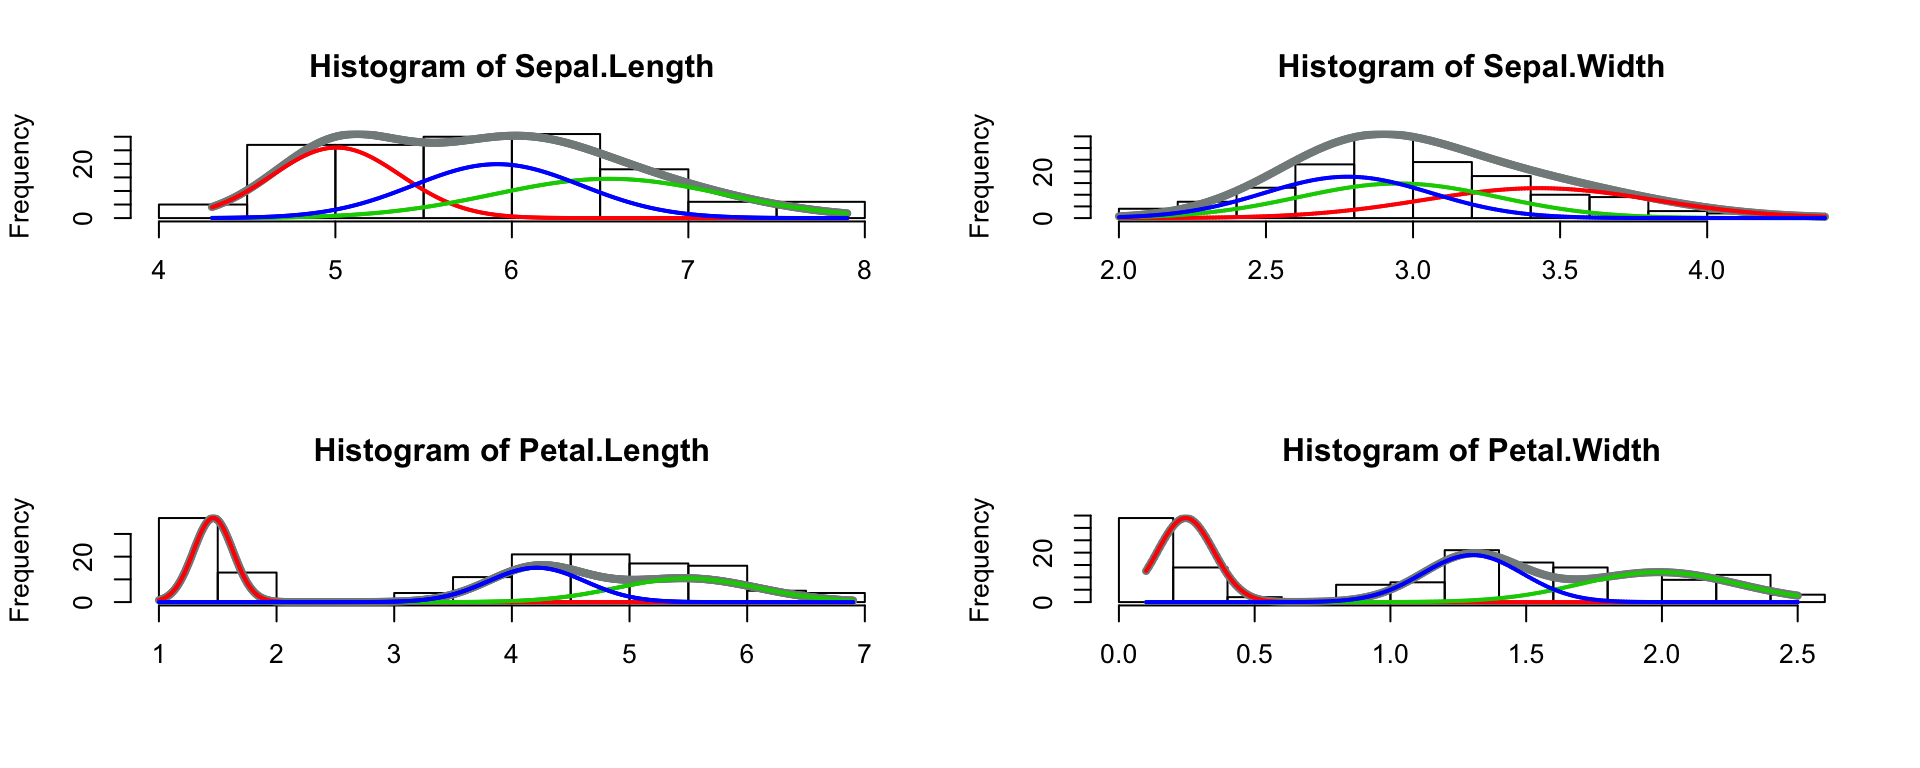 Histogram of Sepal.Length
Frequency
0 20
4 5 6 7 8
Histogram of Sepal.Width
Frequency
0 20
2.0 2.5 3.0 3.5 4.0
Histogram of Petal.Length
Frequency
0 20
1 2 3 4 5 6 7
Histogram of Petal.Width
Frequency
0 20
0.0 0.5 1.0 1.5 2.0 2.5